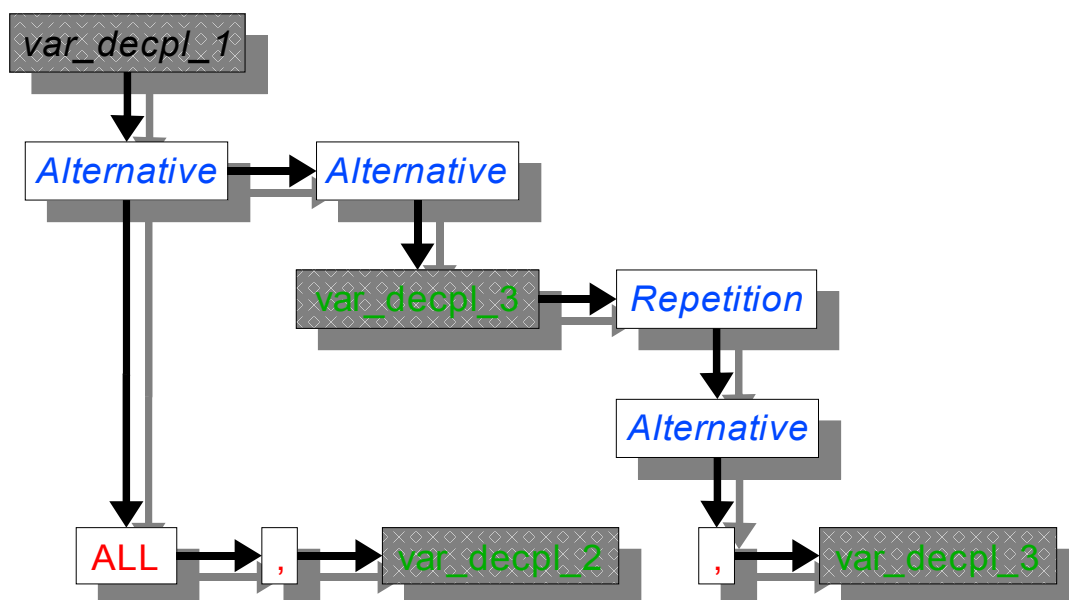 var_decpl_1
Alternative
Alternative
var_decpl_3
Repetition
Alternative
ALL
,
var_decpl_2
,
var_decpl_3